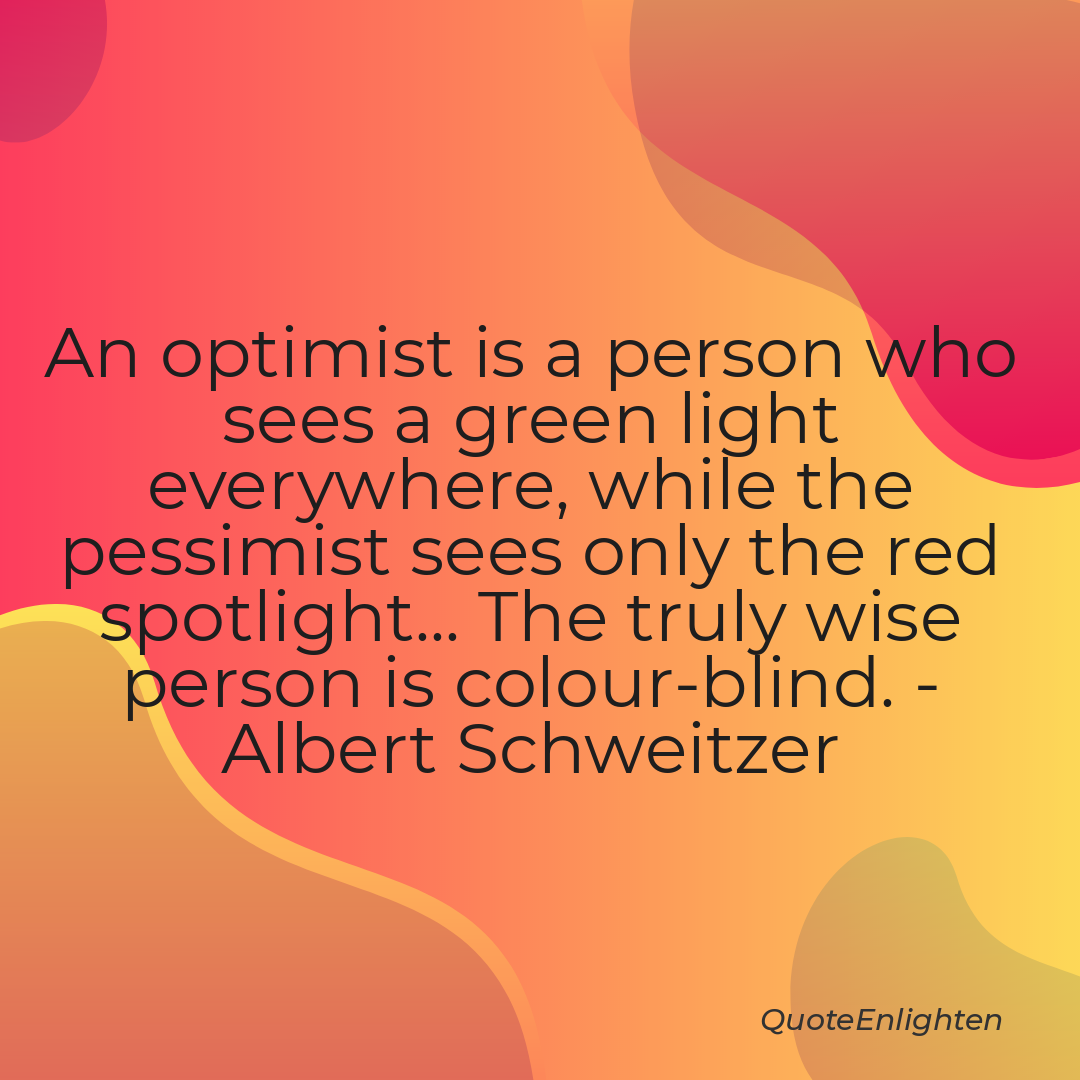 An optimist is a person who
sees a green light
everywhere, while the
pessimist sees only the red
spotlight... The truly wise
person is colour-blind. -
Albert Schweitzer
QuoteEnlighten